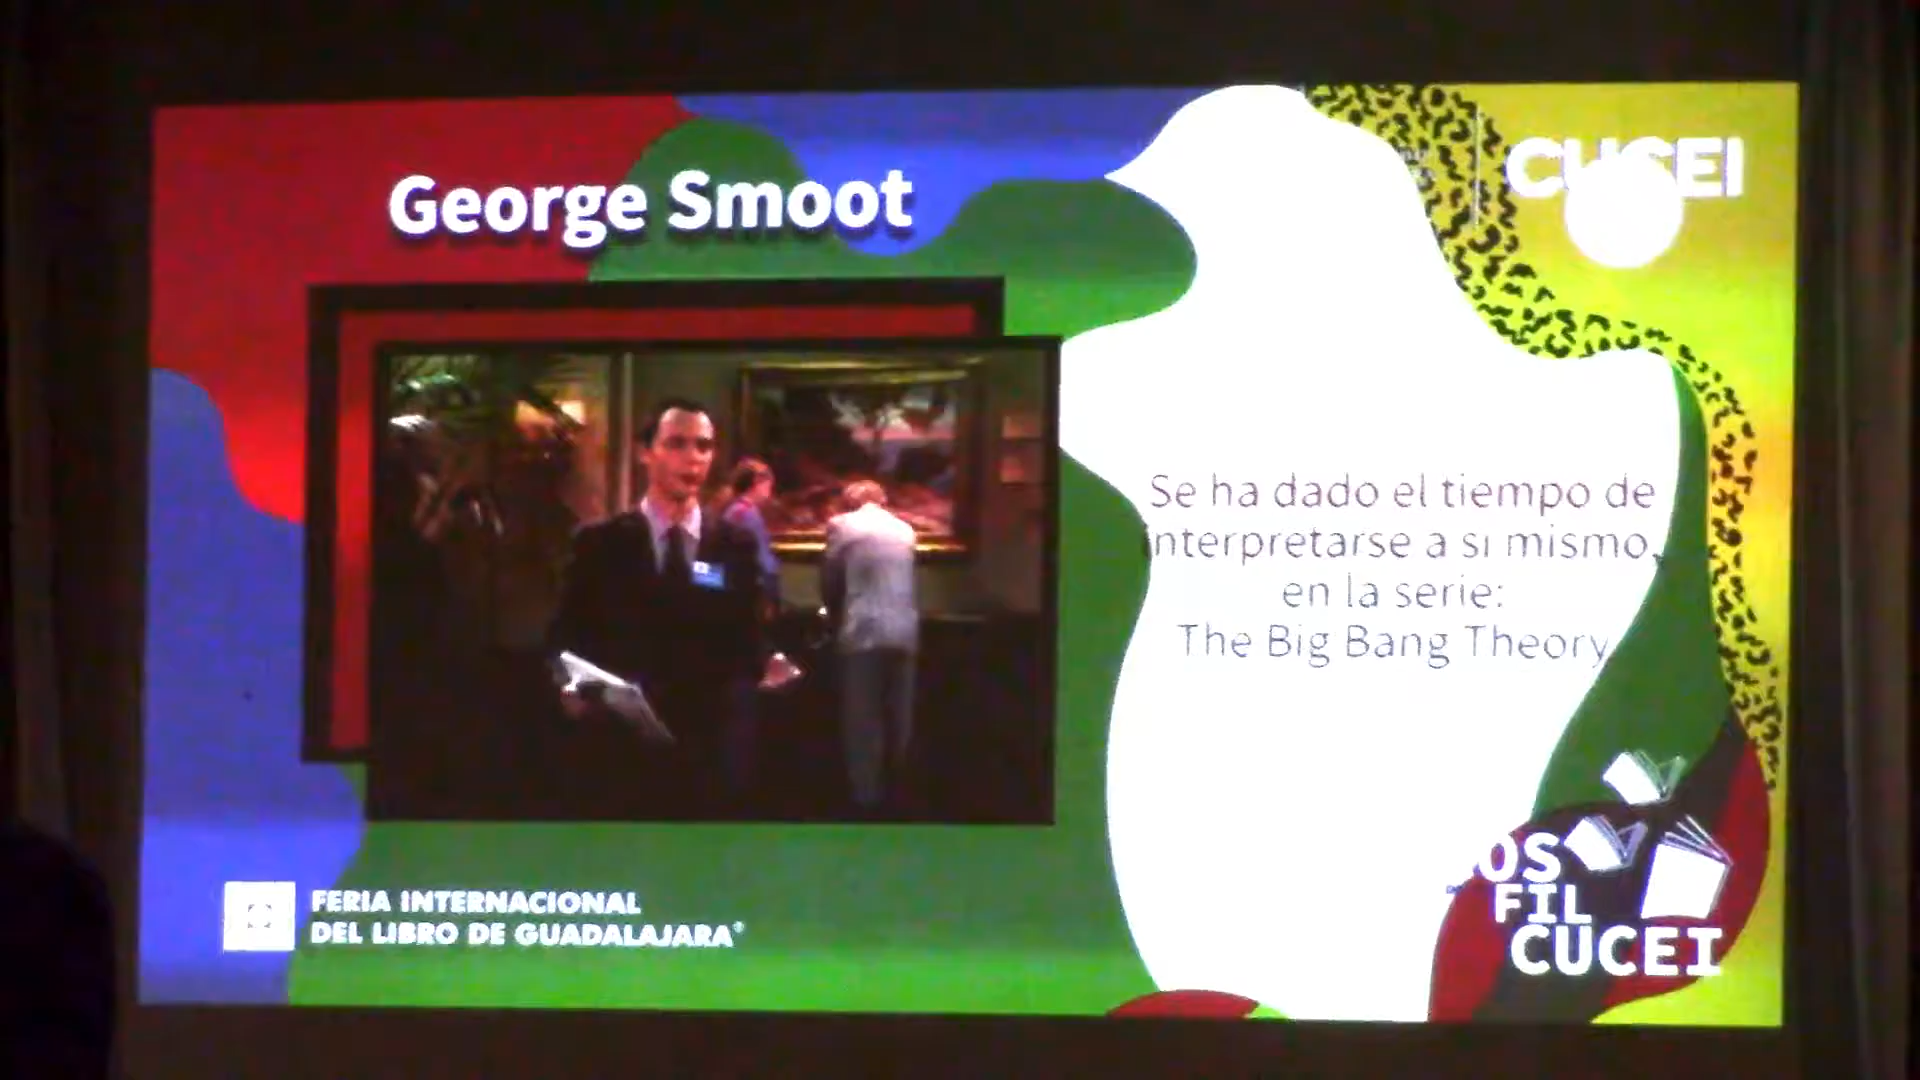 George Smoot
CUCEI
Se ha dado el tiempo de
interpretarse a si mismo,
en la serie:
The Big Bang Theory
FERIA INTERNACIONAL
DEL LIBRO DE GUADALAJARA®
OS
FIL
CUCEI